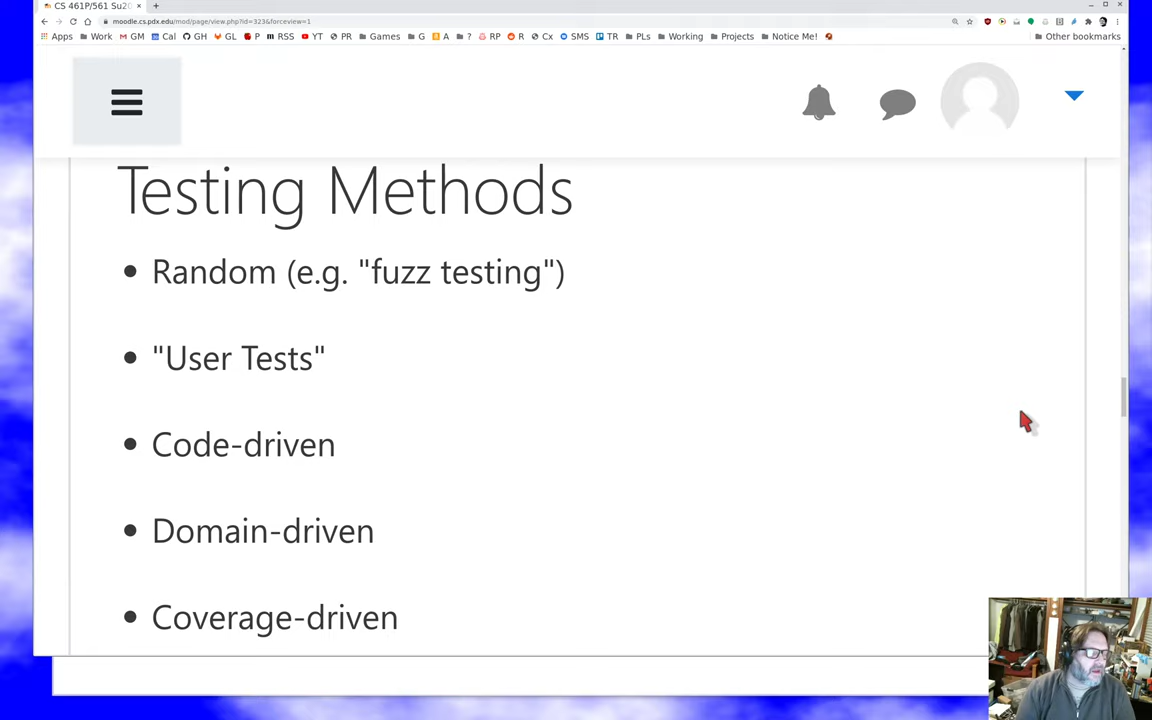 CS 461P/561 Su20
moodle.cs.pdx.edu/mod/page/view.php?id=323&forceview=1
Apps Work GM Cal GH GL P RSS YT PR Games G A ? RP R Cx SMS TR PLs Working Projects Notice Me! Other bookmarks
Testing Methods
Random (e.g. "fuzz testing")
"User Tests"
Code-driven
Domain-driven
Coverage-driven